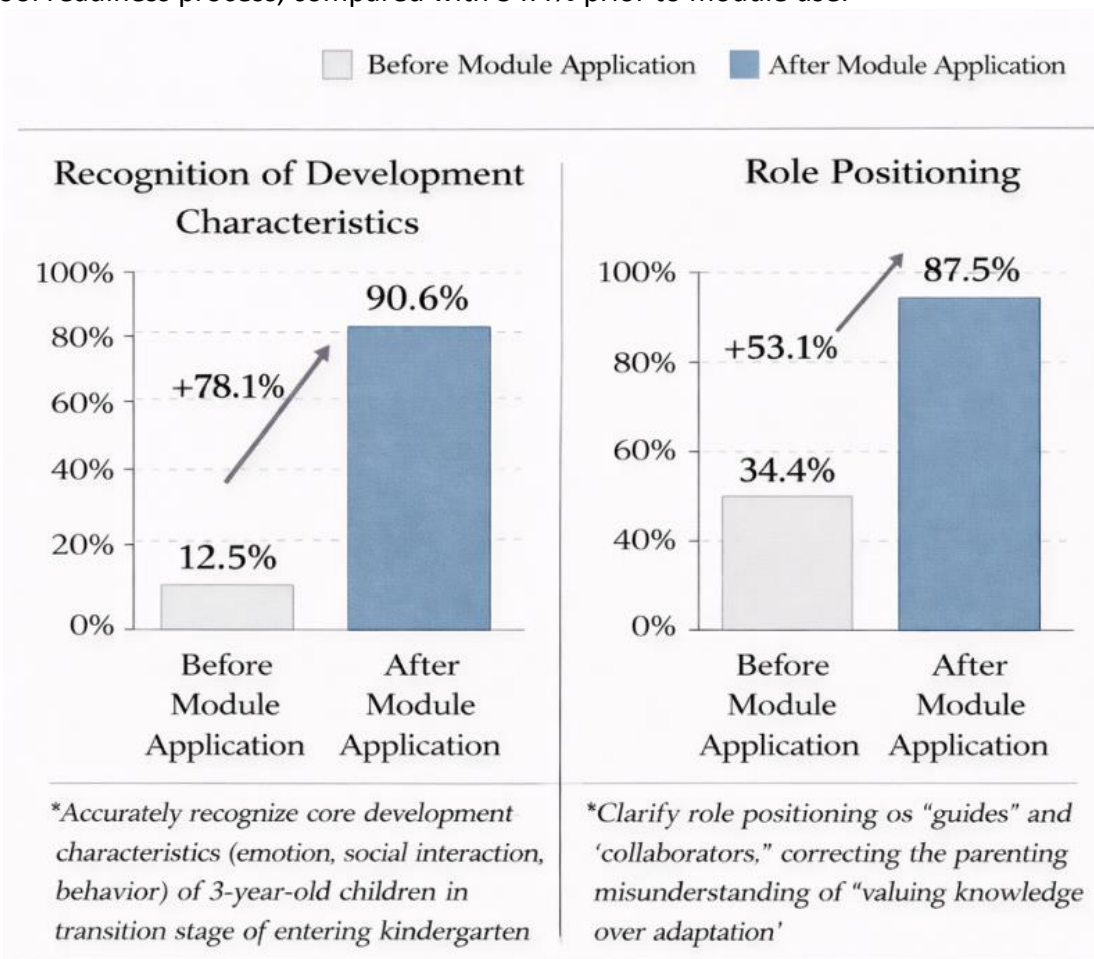 Before Module Application After Module Application
Recognition of Development
Characteristics
100%
80%
60%
40%
20%
0%
90.6%
+78.1%
12.5%
Before
Module
Application
After
Module
Application
*Accurately recognize core development
characteristics (emotion, social interaction,
behavior) of 3-year-old children in
transition stage of entering kindergarten
Role Positioning
100%
80%
60%
40%
0%
87.5%
+53.1%
34.4%
Before
Module
Application
After
Module
Application
*Clarify role positioning os "guides" and
'collaborators," correcting the parenting
misunderstanding of "valuing knowledge
over adaptation'